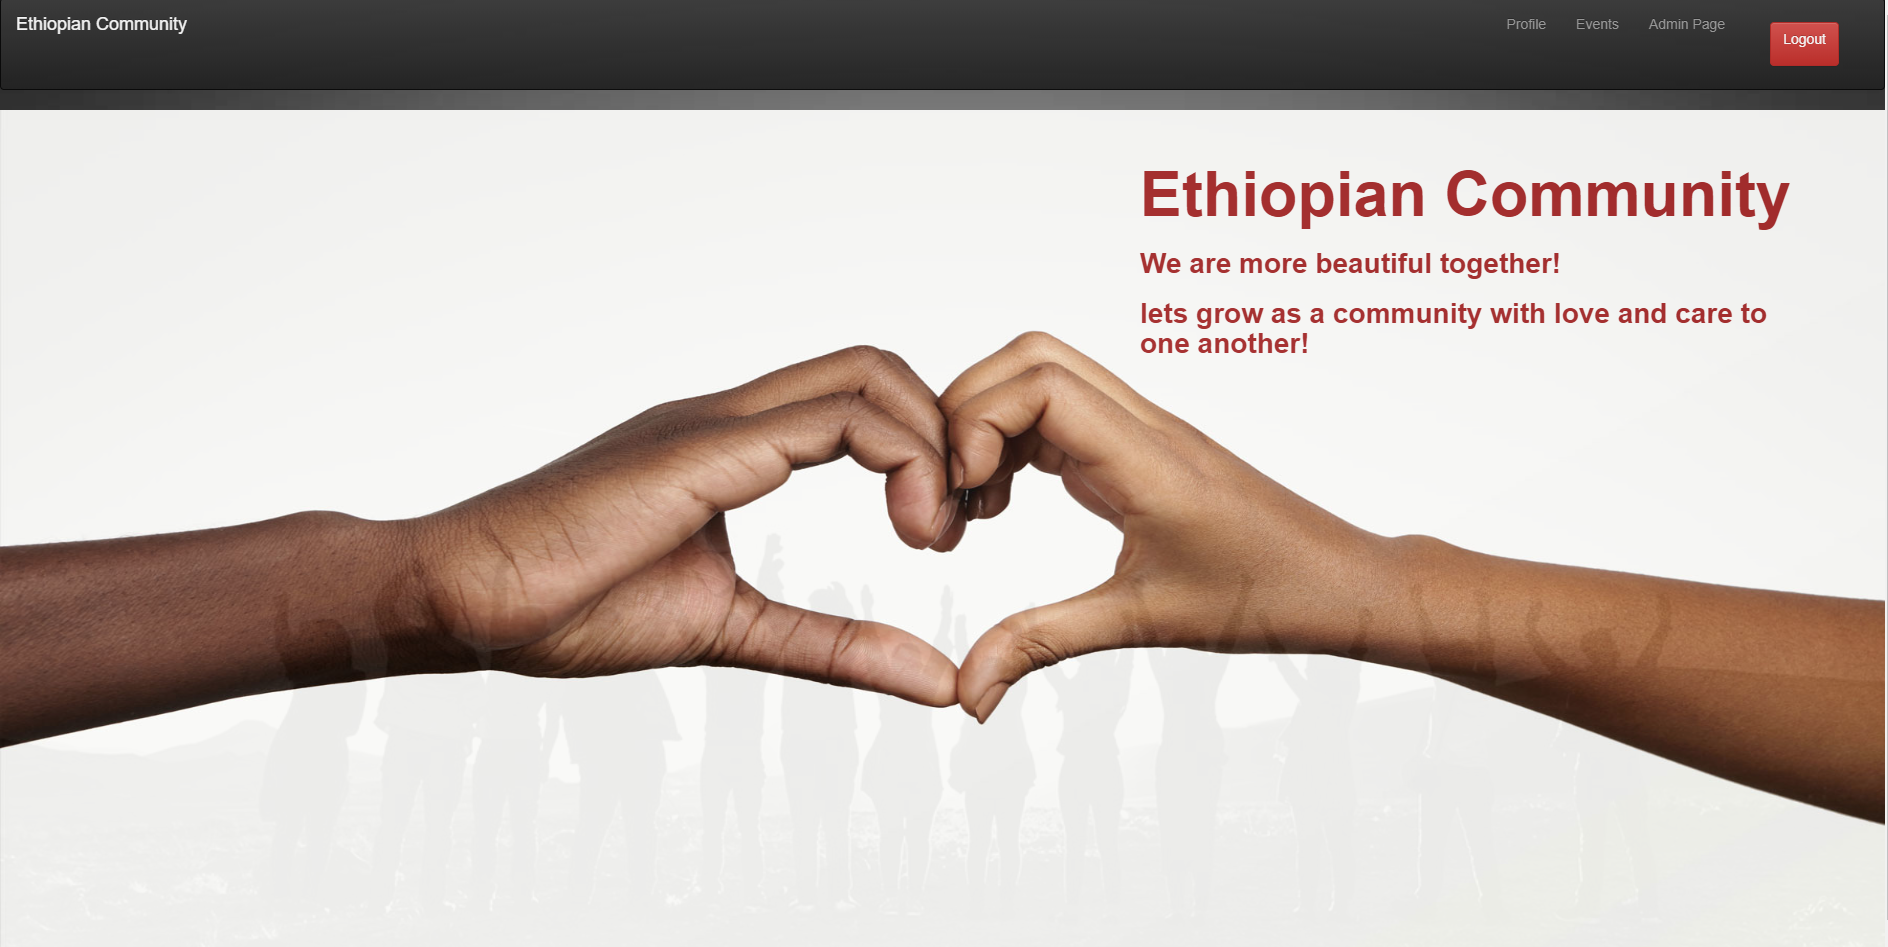 Ethiopian Community
Profile
Events
Admin Page
Logout
Ethiopian Community
We are more beautiful together!
lets grow as a community with love and care to
one another!